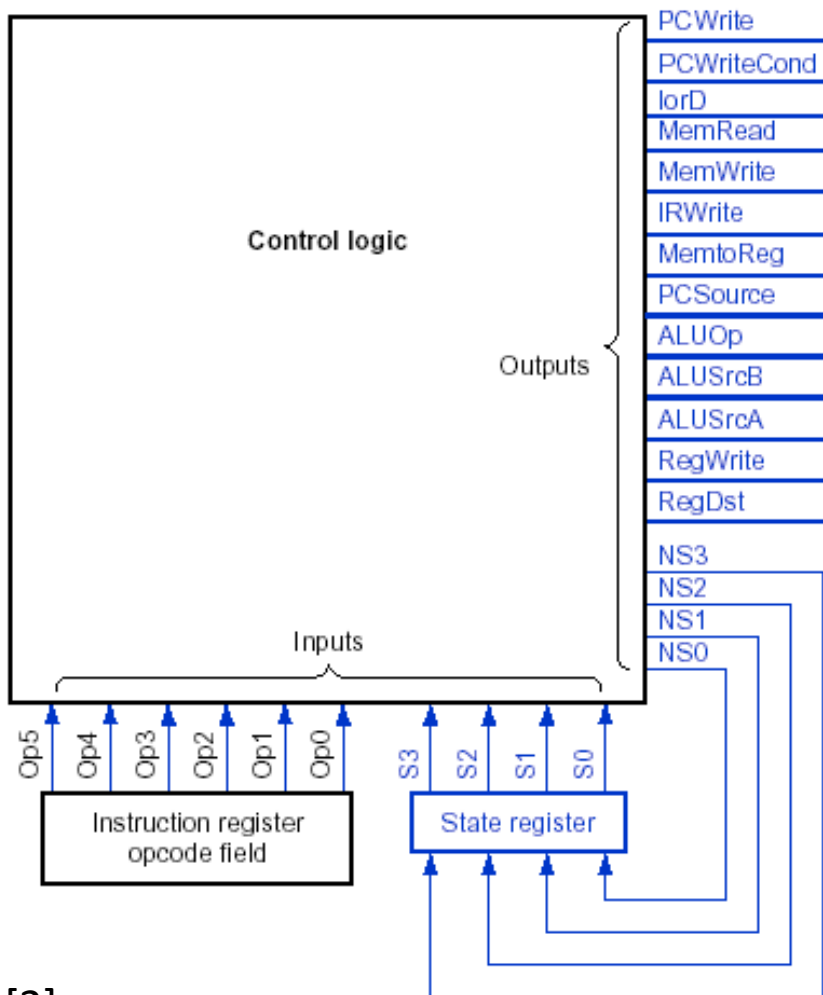 PCWrite
PCWriteCond
IorD
MemRead
MemWrite
IRWrite
Control logic
MemtoReg
PCSource
ALUOp
Outputs
ALUSrcB
ALUSrcA
RegWrite
RegDst
NS3
NS2
NS1
Inputs
NS0
Op5
Op4
Op3
Op2
Op1
Op0
S3
S2
S1
S0
Instruction register
opcode field
State register